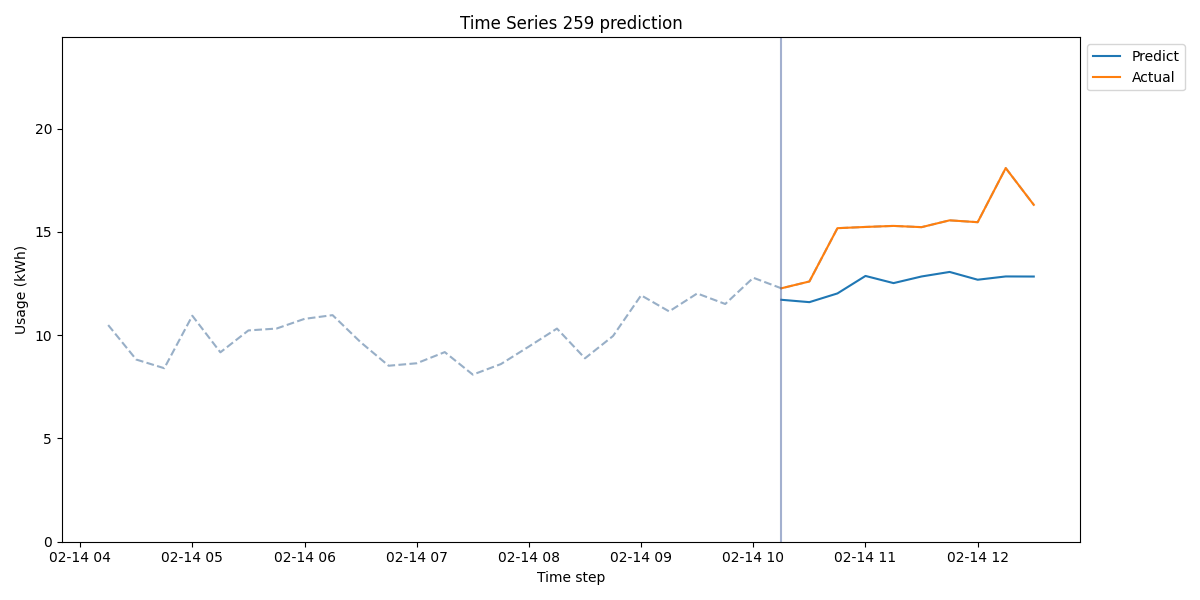 Time Series 259 prediction
Predict
Actual
Usage (kWh)
20
15
10
5
0
02-14 04 02-14 05 02-14 06 02-14 07 02-14 08 02-14 09 02-14 10 02-14 11 02-14 12
Time step